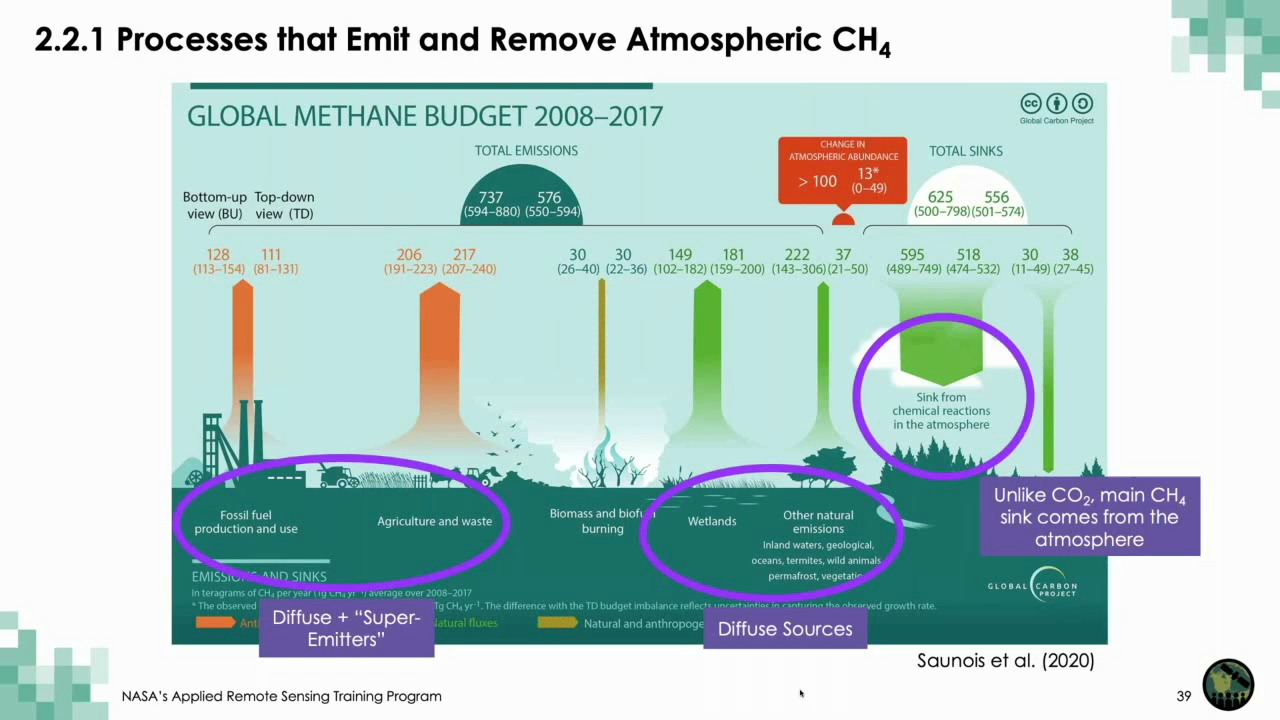 2.2.1 Processes that Emit and Remove Atmospheric CH₄
GLOBAL METHANE BUDGET 2008–2017
cc
Global Carbon Project
TOTAL EMISSIONS
CHANGE IN
ATMOSPHERIC ABUNDANCE
> 100 13*
(0–49)
TOTAL SINKS
Bottom-up Top-down
view (BU) view (TD)
737 576
(594–880) (550–594)
625 556
(500–798) (501–574)
128 111
(113–154) (81–131)
206 217
(191–223) (207–240)
30 30
(26–40) (22–36)
149 181
(102–182) (159–200)
222 37
(143–306) (21–50)
595 518
(489–749) (474–532)
30 38
(11–49) (27–45)
Sink from
chemical reactions
in the atmosphere
Fossil fuel
production and use
Agriculture and waste
Biomass and
burning
Wetlands
Other natural
emissions
Inland waters, geological,
oceans, termites, wild animals,
permafrost,
Unlike CO₂, main CH₄
sink comes from the
atmosphere
EMISSIONS AND SINKS
In teragrams of CH₄ per year (Tg CH₄ yr⁻¹) average over 2008–2017
* The observed Tg CH₄ yr⁻¹. The difference with the TD budget imbalance reflects uncertainties in capturing the observed growth rate.
Natural fluxes Natural and
GLOBAL CARBON
PROJECT
Diffuse + “Super-
Emitters”
Diffuse Sources
Saunois et al. (2020)
NASA's Applied Remote Sensing Training Program
39